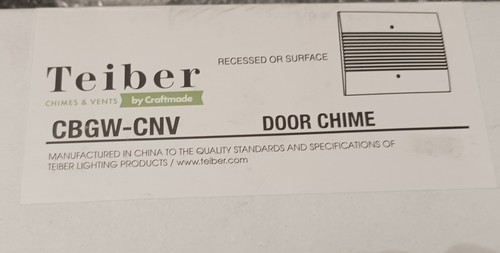 RECESSED OR SURFACE
Teiber
CHIMES & VENTS by Craftmade
CBGW-CNV DOOR CHIME
MANUFACTURED IN CHINA TO THE QUALITY STANDARDS AND SPECIFICATIONS OF
TEIBER LIGHTING PRODUCTS / www.teiber.com